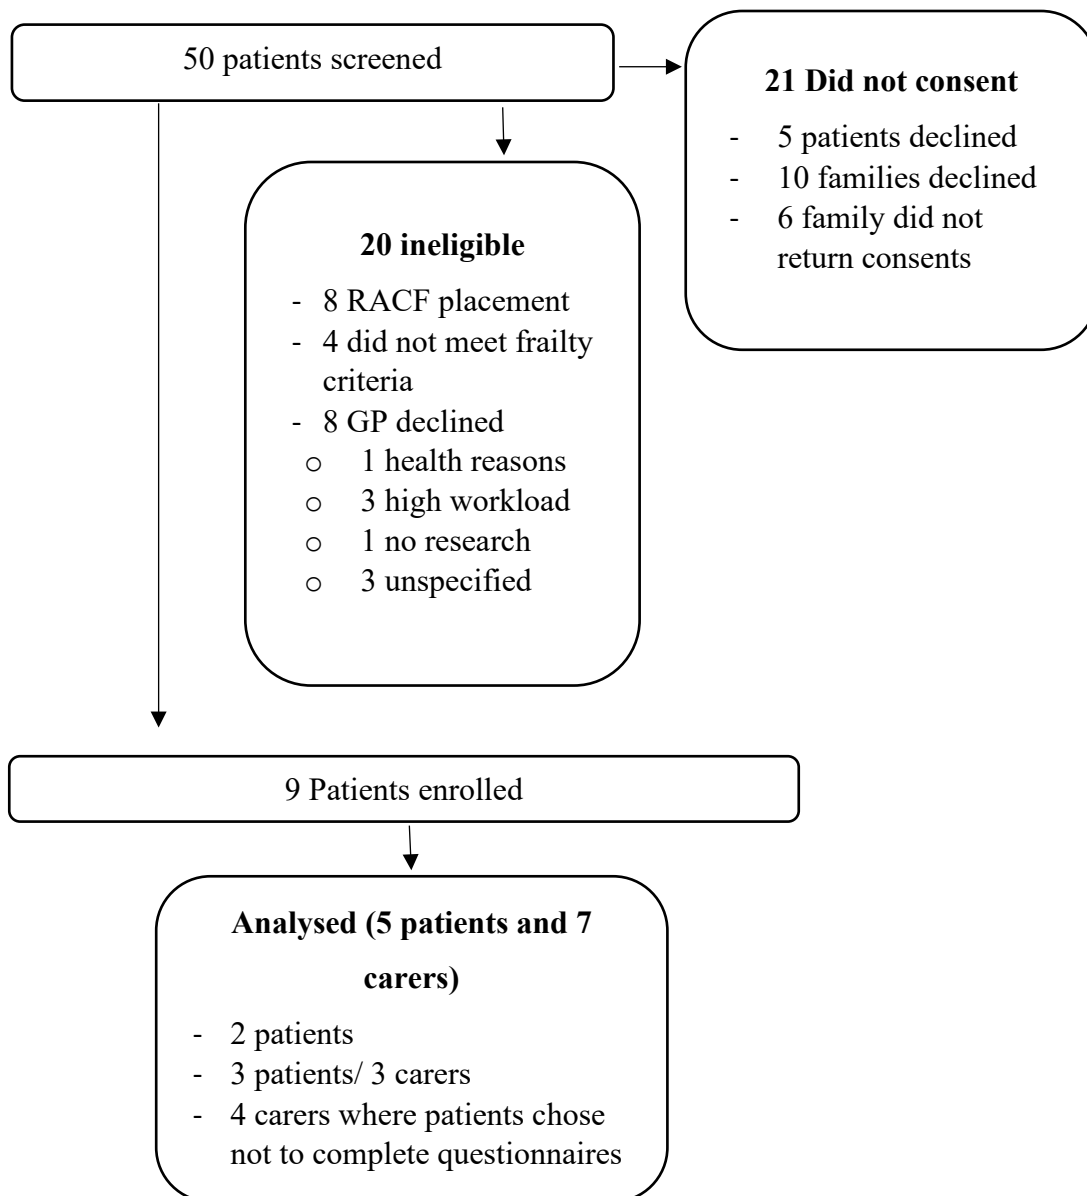 50 patients screened
21 Did not consent
- 5 patients declined
- 10 families declined
- 6 family did not
return consents
20 ineligible
- 8 RACF placement
- 4 did not meet frailty
criteria
- 8 GP declined
o 1 health reasons
o 3 high workload
o 1 no research
o 3 unspecified
9 Patients enrolled
Analysed (5 patients and 7
carers)
- 2 patients
- 3 patients/ 3 carers
- 4 carers where patients chose
not to complete questionnaires